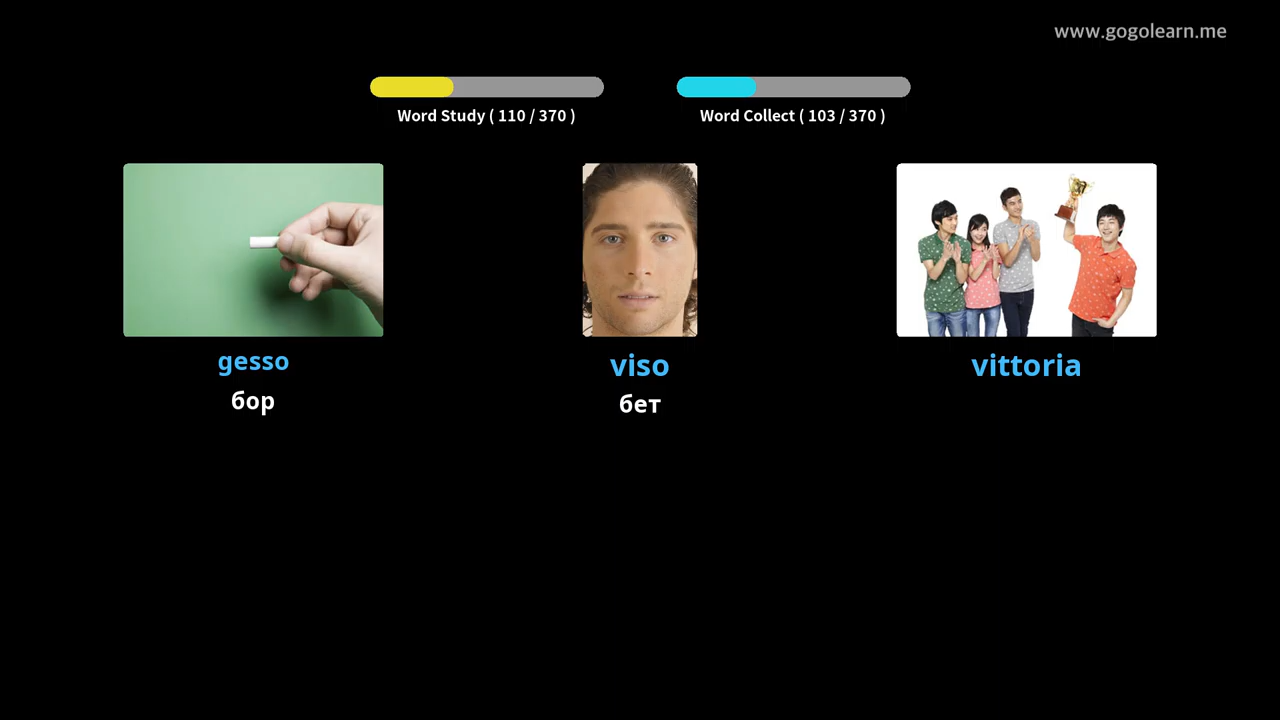 www.gogolearn.me
Word Study ( 110 / 370 )
Word Collect ( 103 / 370 )
gesso
бор
viso
бет
vittoria